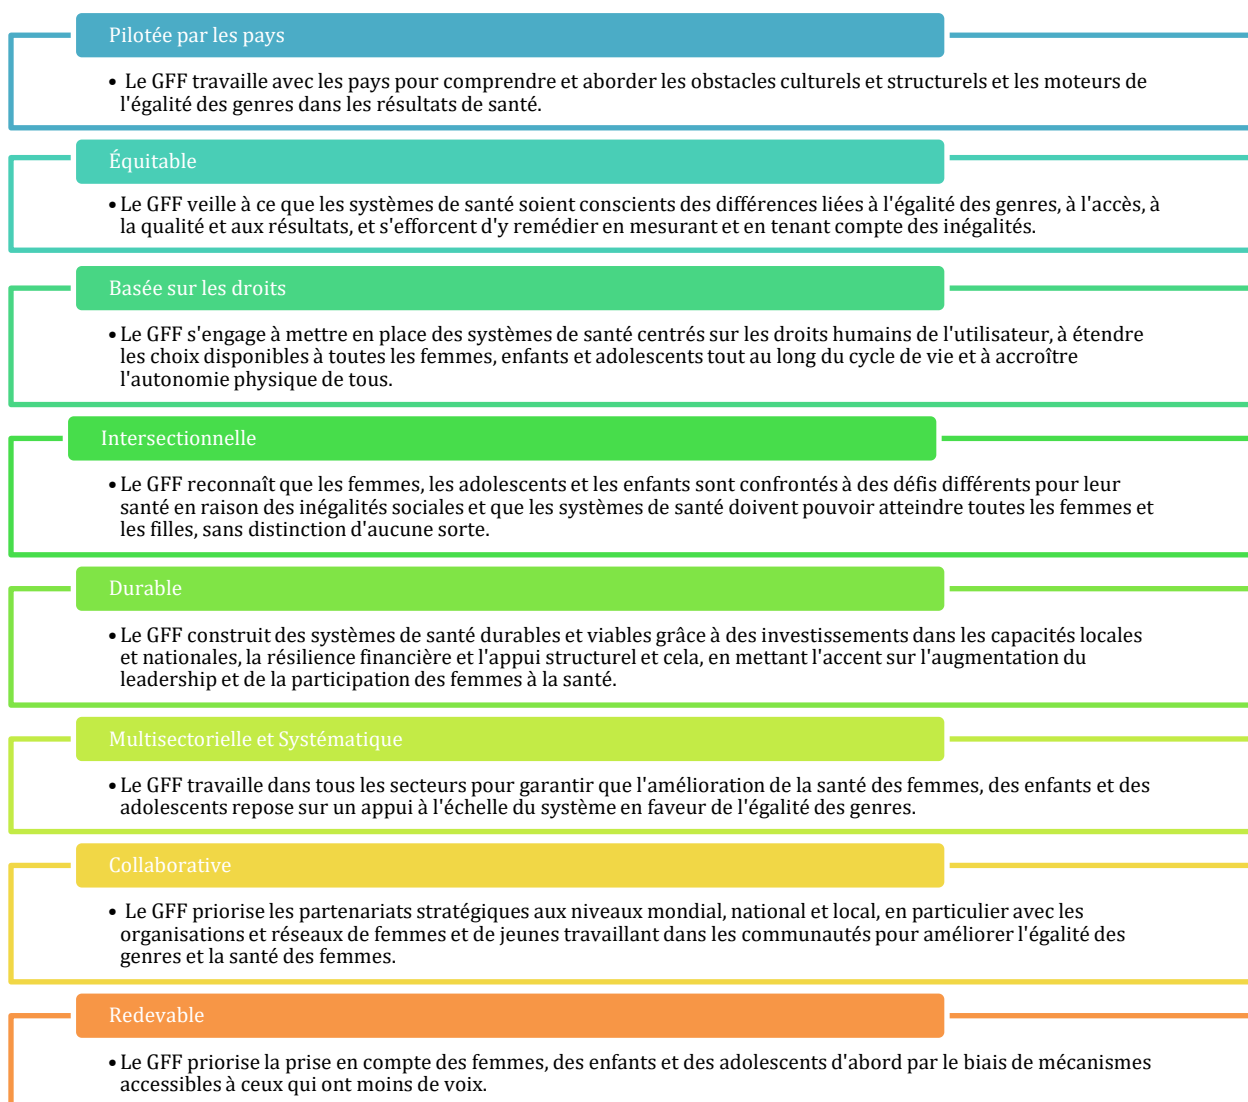 Pilotée par les pays
• Le GFF travaille avec les pays pour comprendre et aborder les obstacles culturels et structurels et les moteurs de
l'égalité des genres dans les résultats de santé.
Équitable
• Le GFF veille à ce que les systèmes de santé soient conscients des différences liées à l'égalité des genres, à l'accès, à
la qualité et aux résultats, et s'efforcent d'y remédier en mesurant et en tenant compte des inégalités.
Basée sur les droits
• Le GFF s'engage à mettre en place des systèmes de santé centrés sur les droits humains de l'utilisateur, à étendre
les choix disponibles à toutes les femmes, enfants et adolescents tout au long du cycle de vie et à accroître
l'autonomie physique de tous.
Intersectionnelle
• Le GFF reconnaît que les femmes, les adolescents et les enfants sont confrontés à des défis différents pour leur
santé en raison des inégalités sociales et que les systèmes de santé doivent pouvoir atteindre toutes les femmes et
les filles, sans distinction d'aucune sorte.
Durable
• Le GFF construit des systèmes de santé durables et viables grâce à des investissements dans les capacités locales
et nationales, la résilience financière et l'appui structurel et cela, en mettant l'accent sur l'augmentation du
leadership et de la participation des femmes à la santé.
Multisectorielle et Systématique
• Le GFF travaille dans tous les secteurs pour garantir que l'amélioration de la santé des femmes, des enfants et des
adolescents repose sur un appui à l'échelle du système en faveur de l'égalité des genres.
Collaborative
• Le GFF priorise les partenariats stratégiques aux niveaux mondial, national et local, en particulier avec les
organisations et réseaux de femmes et de jeunes travaillant dans les communautés pour améliorer l'égalité des
genres et la santé des femmes.
Redevable
• Le GFF priorise la prise en compte des femmes, des enfants et des adolescents d'abord par le biais de mécanismes
accessibles à ceux qui ont moins de voix.